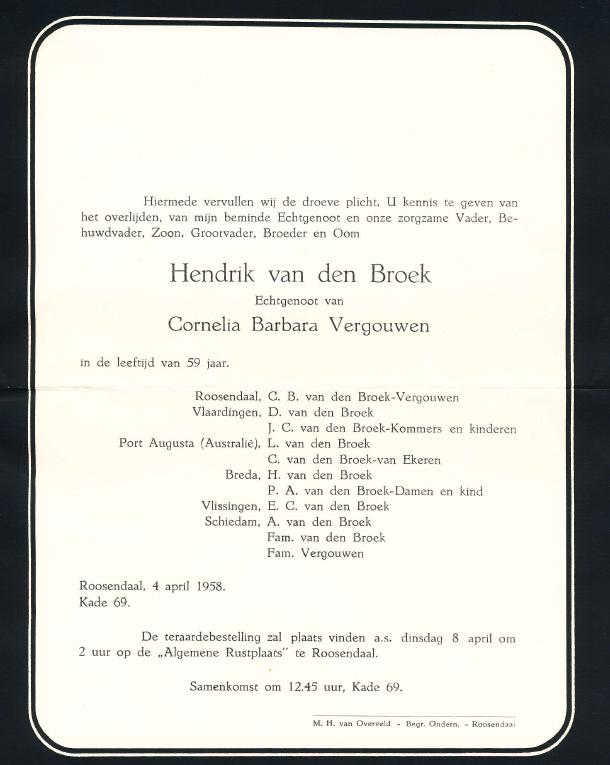 Hiermede vervullen wij de droeve plicht, U kennis te geven van
het overlijden, van mijn beminde Echtgenoot en onze zorgzame Vader, Be-
huwdvader, Zoon, Grootvader, Broeder en Oom
Hendrik van den Broek
Echtgenoot van
Cornelia Barbara Vergouwen
in de leeftijd van 59 jaar.
Roosendaal, C. B. van den Broek-Vergouwen
Vlaardingen, D. van den Broek
J. C. van den Broek-Kommers en kinderen
Port Augusta (Australië), L. van den Broek
C. van den Broek-van Ekeren
Breda, H. van den Broek
P. A. van den Broek-Damen en kind
Vlissingen, E. C. van den Broek
Schiedam, A. van den Broek
Fam. van den Broek
Fam. Vergouwen
Roosendaal, 4 april 1958.
Kade 69.
De teraardebestelling zal plaats vinden a.s. dinsdag 8 april om
2 uur op de „Algemene Rustplaats" te Roosendaal.
Samenkomst om 12.45 uur, Kade 69.
M. H. van Overveld - Begr. Ondern. - Roosendaal